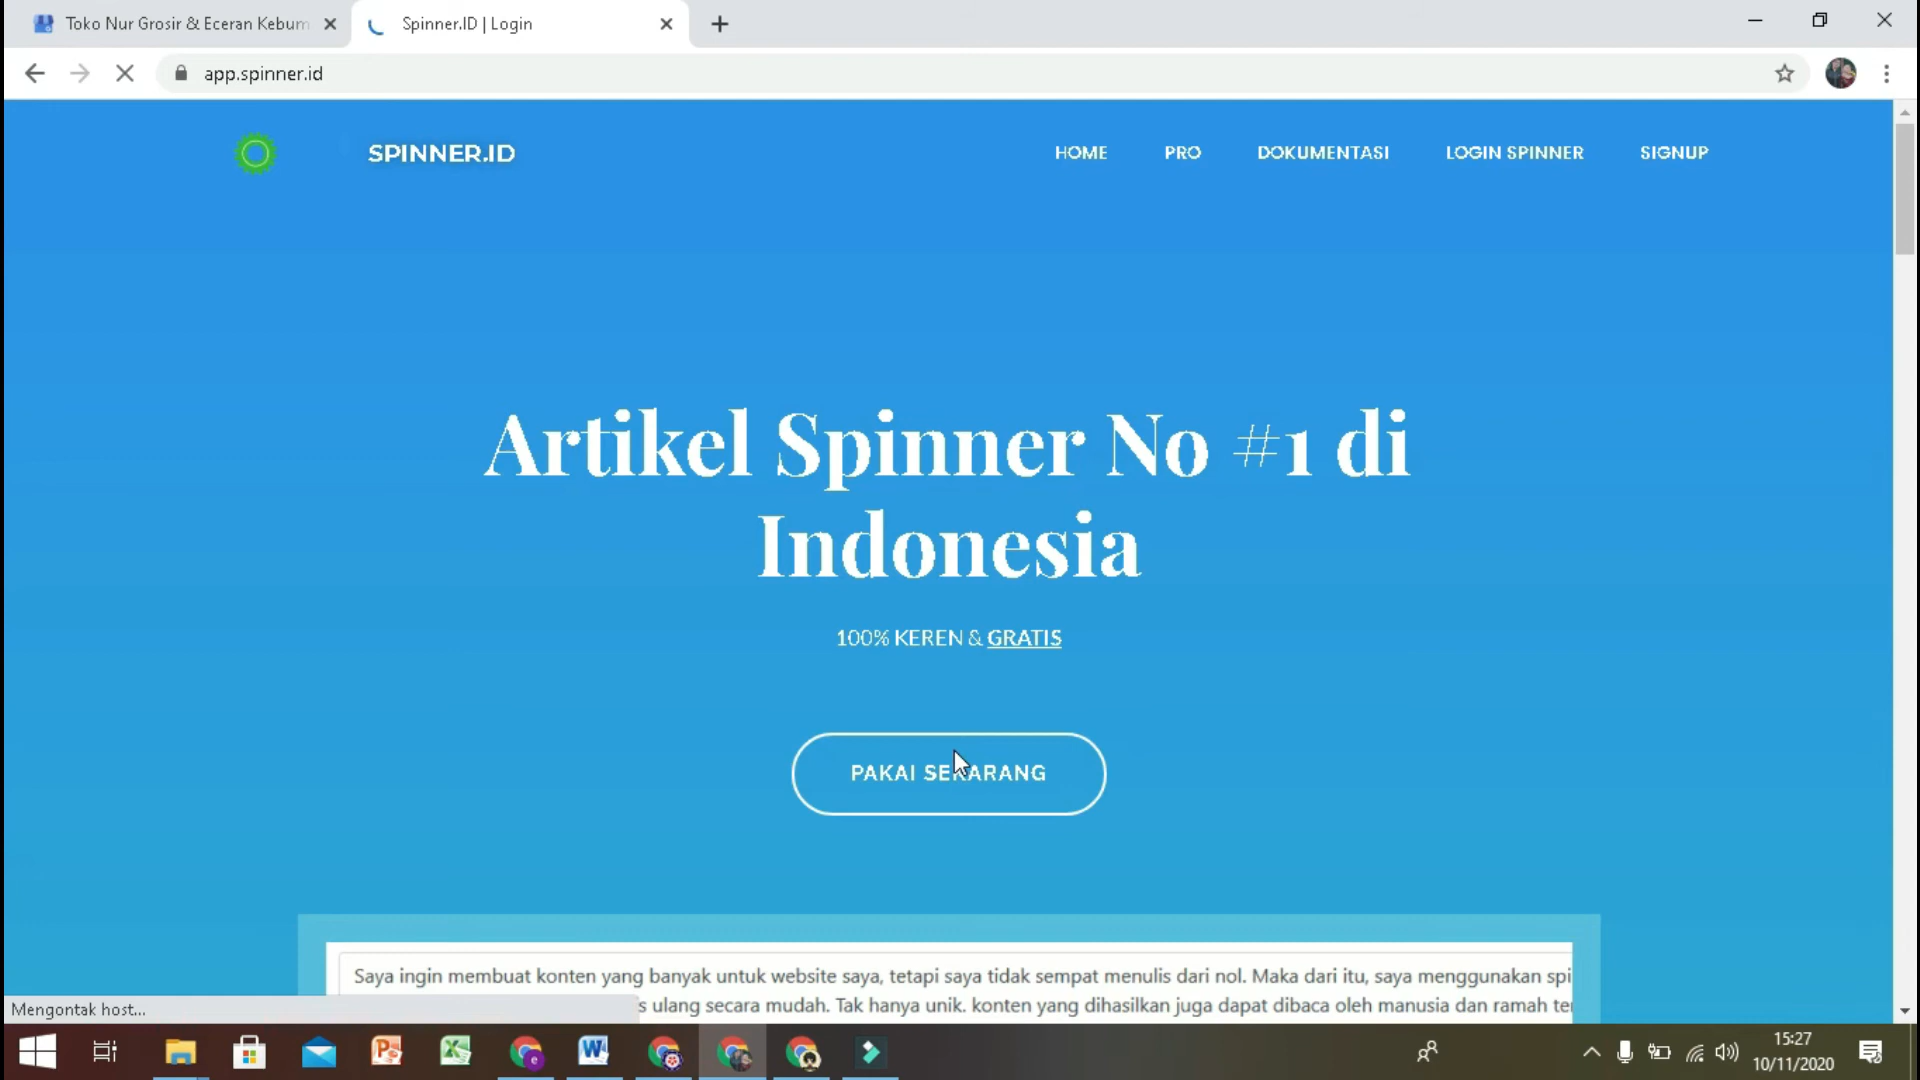 Toko Nur Grosir & Eceran Kebum
Spinner.ID | Login
app.spinner.id
SPINNER.ID
HOME
PRO
DOKUMENTASI
LOGIN SPINNER
SIGNUP
Artikel Spinner No #1 di
Indonesia
100% KEREN & GRATIS
PAKAI SEKARANG
Saya ingin membuat konten yang banyak untuk website saya, tetapi saya tidak sempat menulis dari nol. Maka dari itu, saya menggunakan spi
s ulang secara mudah. Tak hanya unik. konten yang dihasilkan juga dapat dibaca oleh manusia dan ramah ter
Mengontak host...
15:27
10/11/2020